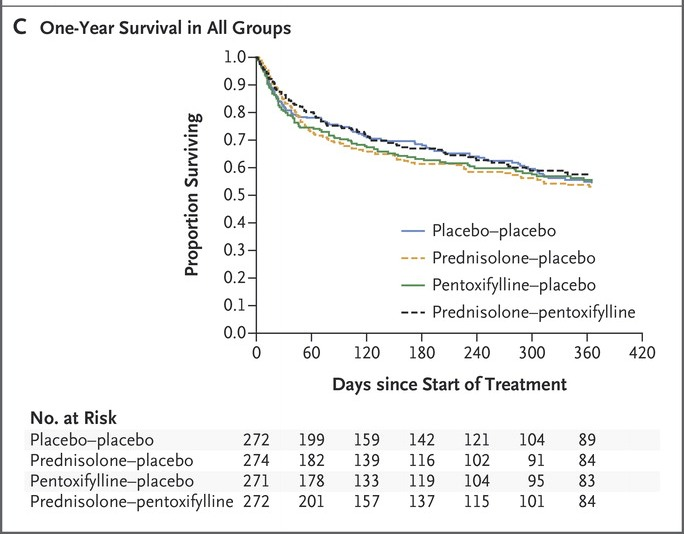 C One-Year Survival in All Groups
1.0
0.9
0.8
0.7
0.6
0.5
0.4
0.3
0.2
0.1
0.0
Proportion Surviving
Placebo–placebo
Prednisolone–placebo
Pentoxifylline–placebo
Prednisolone–pentoxifylline
0 60 120 180 240 300 360 420
Days since Start of Treatment
No. at Risk
Placebo–placebo 272 199 159 142 121 104 89
Prednisolone–placebo 274 182 139 116 102 91 84
Pentoxifylline–placebo 271 178 133 119 104 95 83
Prednisolone–pentoxifylline 272 201 157 137 115 101 84